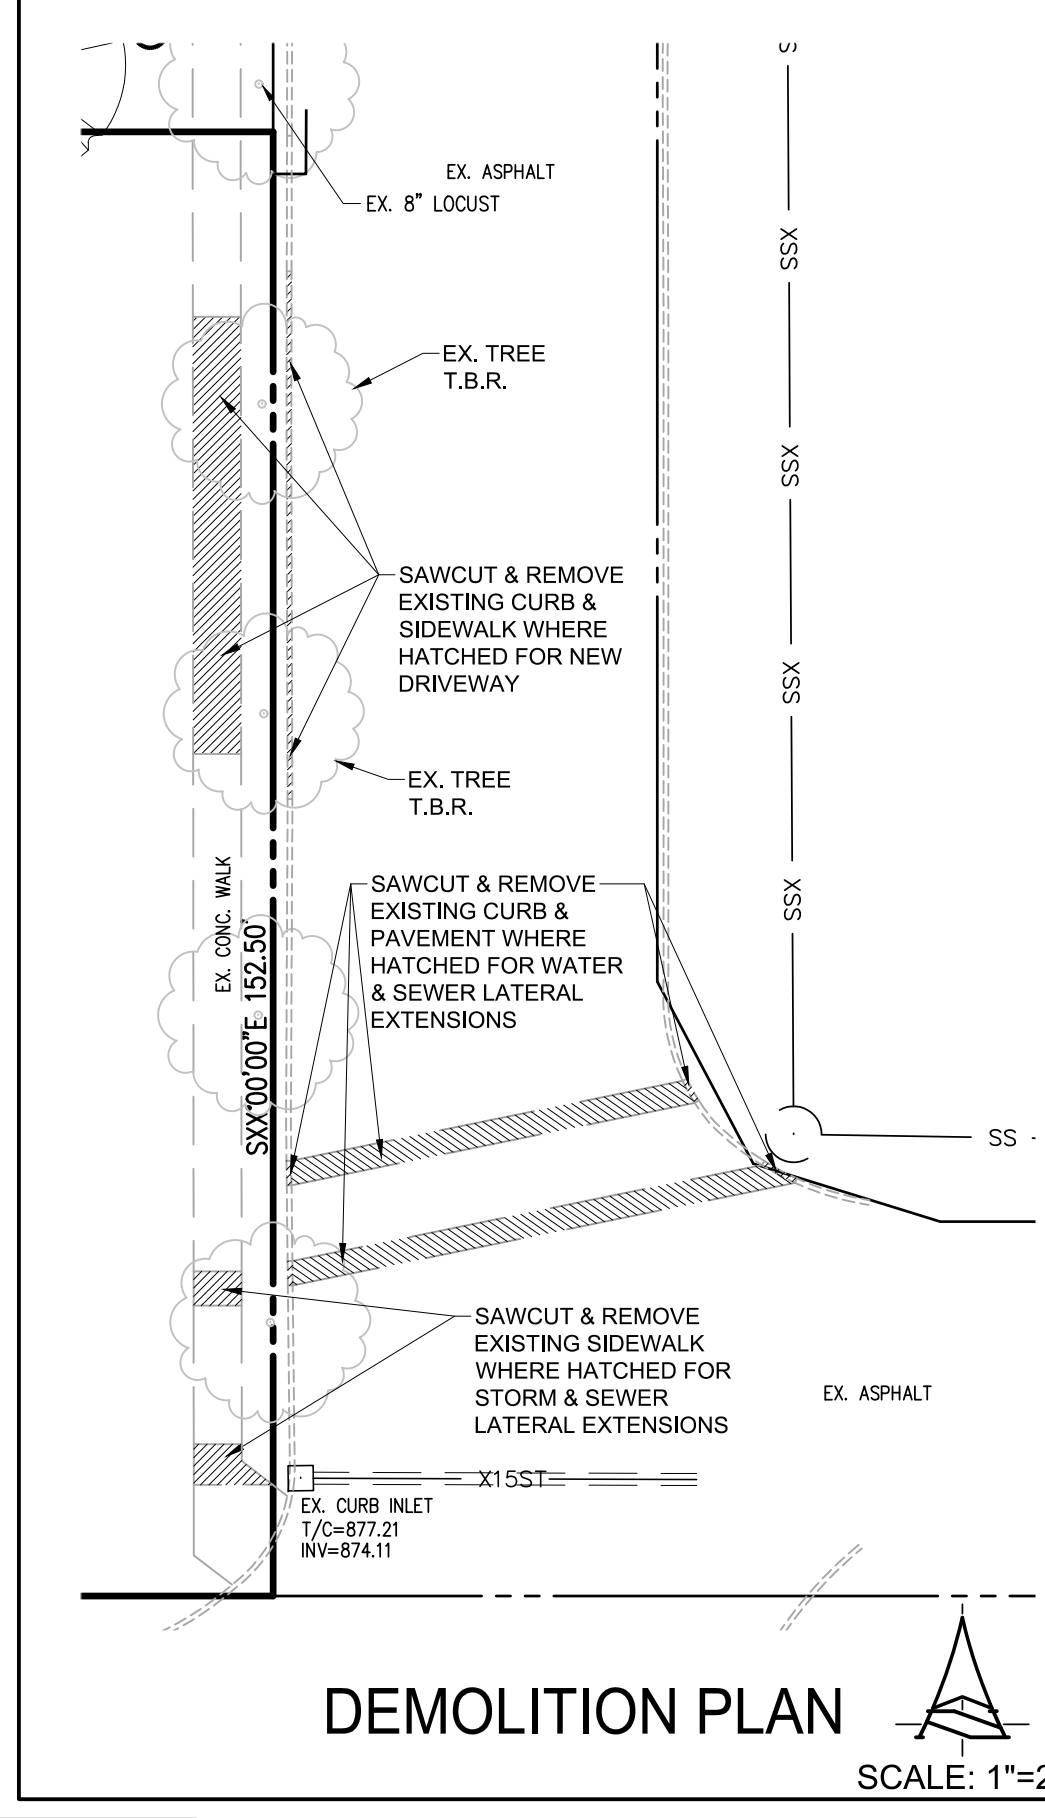 EX. ASPHALT
EX. 8" LOCUST
SSX
EX. TREE
T.B.R.
SSX
SAWCUT & REMOVE
EXISTING CURB &
SIDEWALK WHERE
HATCHED FOR NEW
DRIVEWAY
SSX
EX. TREE
T.B.R.
EX. CONC. WALK
SXX°00'00"E 152.50'
SAWCUT & REMOVE
EXISTING CURB &
PAVEMENT WHERE
HATCHED FOR WATER
& SEWER LATERAL
EXTENSIONS
SSX
SS
SAWCUT & REMOVE
EXISTING SIDEWALK
WHERE HATCHED FOR
STORM & SEWER
LATERAL EXTENSIONS
EX. ASPHALT
X15ST
EX. CURB INLET
T/C=877.21
INV=874.11
DEMOLITION PLAN
SCALE: 1"=2